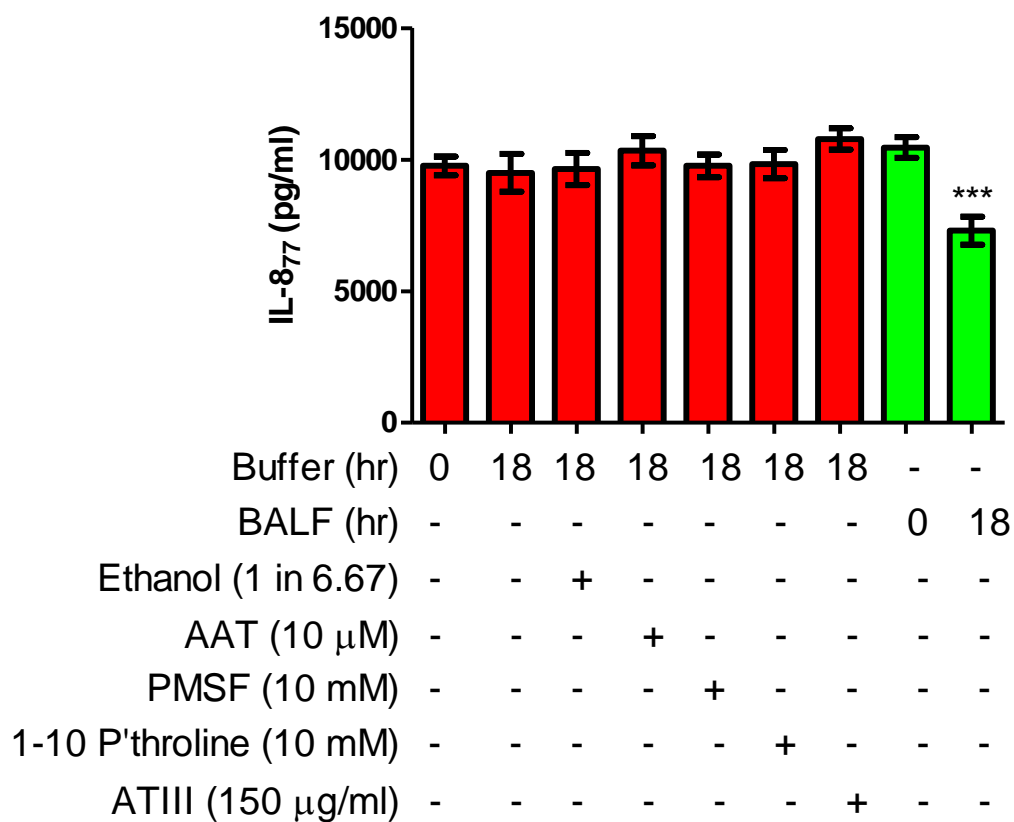 15000
10000
5000
0
IL-8₇₇ (pg/ml)
***
Buffer (hr) 0 18 18 18 18 18 18 - -
BALF (hr) - - - - - - - 0 18
Ethanol (1 in 6.67) - - + - - - - - -
AAT (10 μM) - - - + - - - - -
PMSF (10 mM) - - - - + - - - -
1-10 P'throline (10 mM) - - - - - + - - -
ATIII (150 μg/ml) - - - - - - + - -